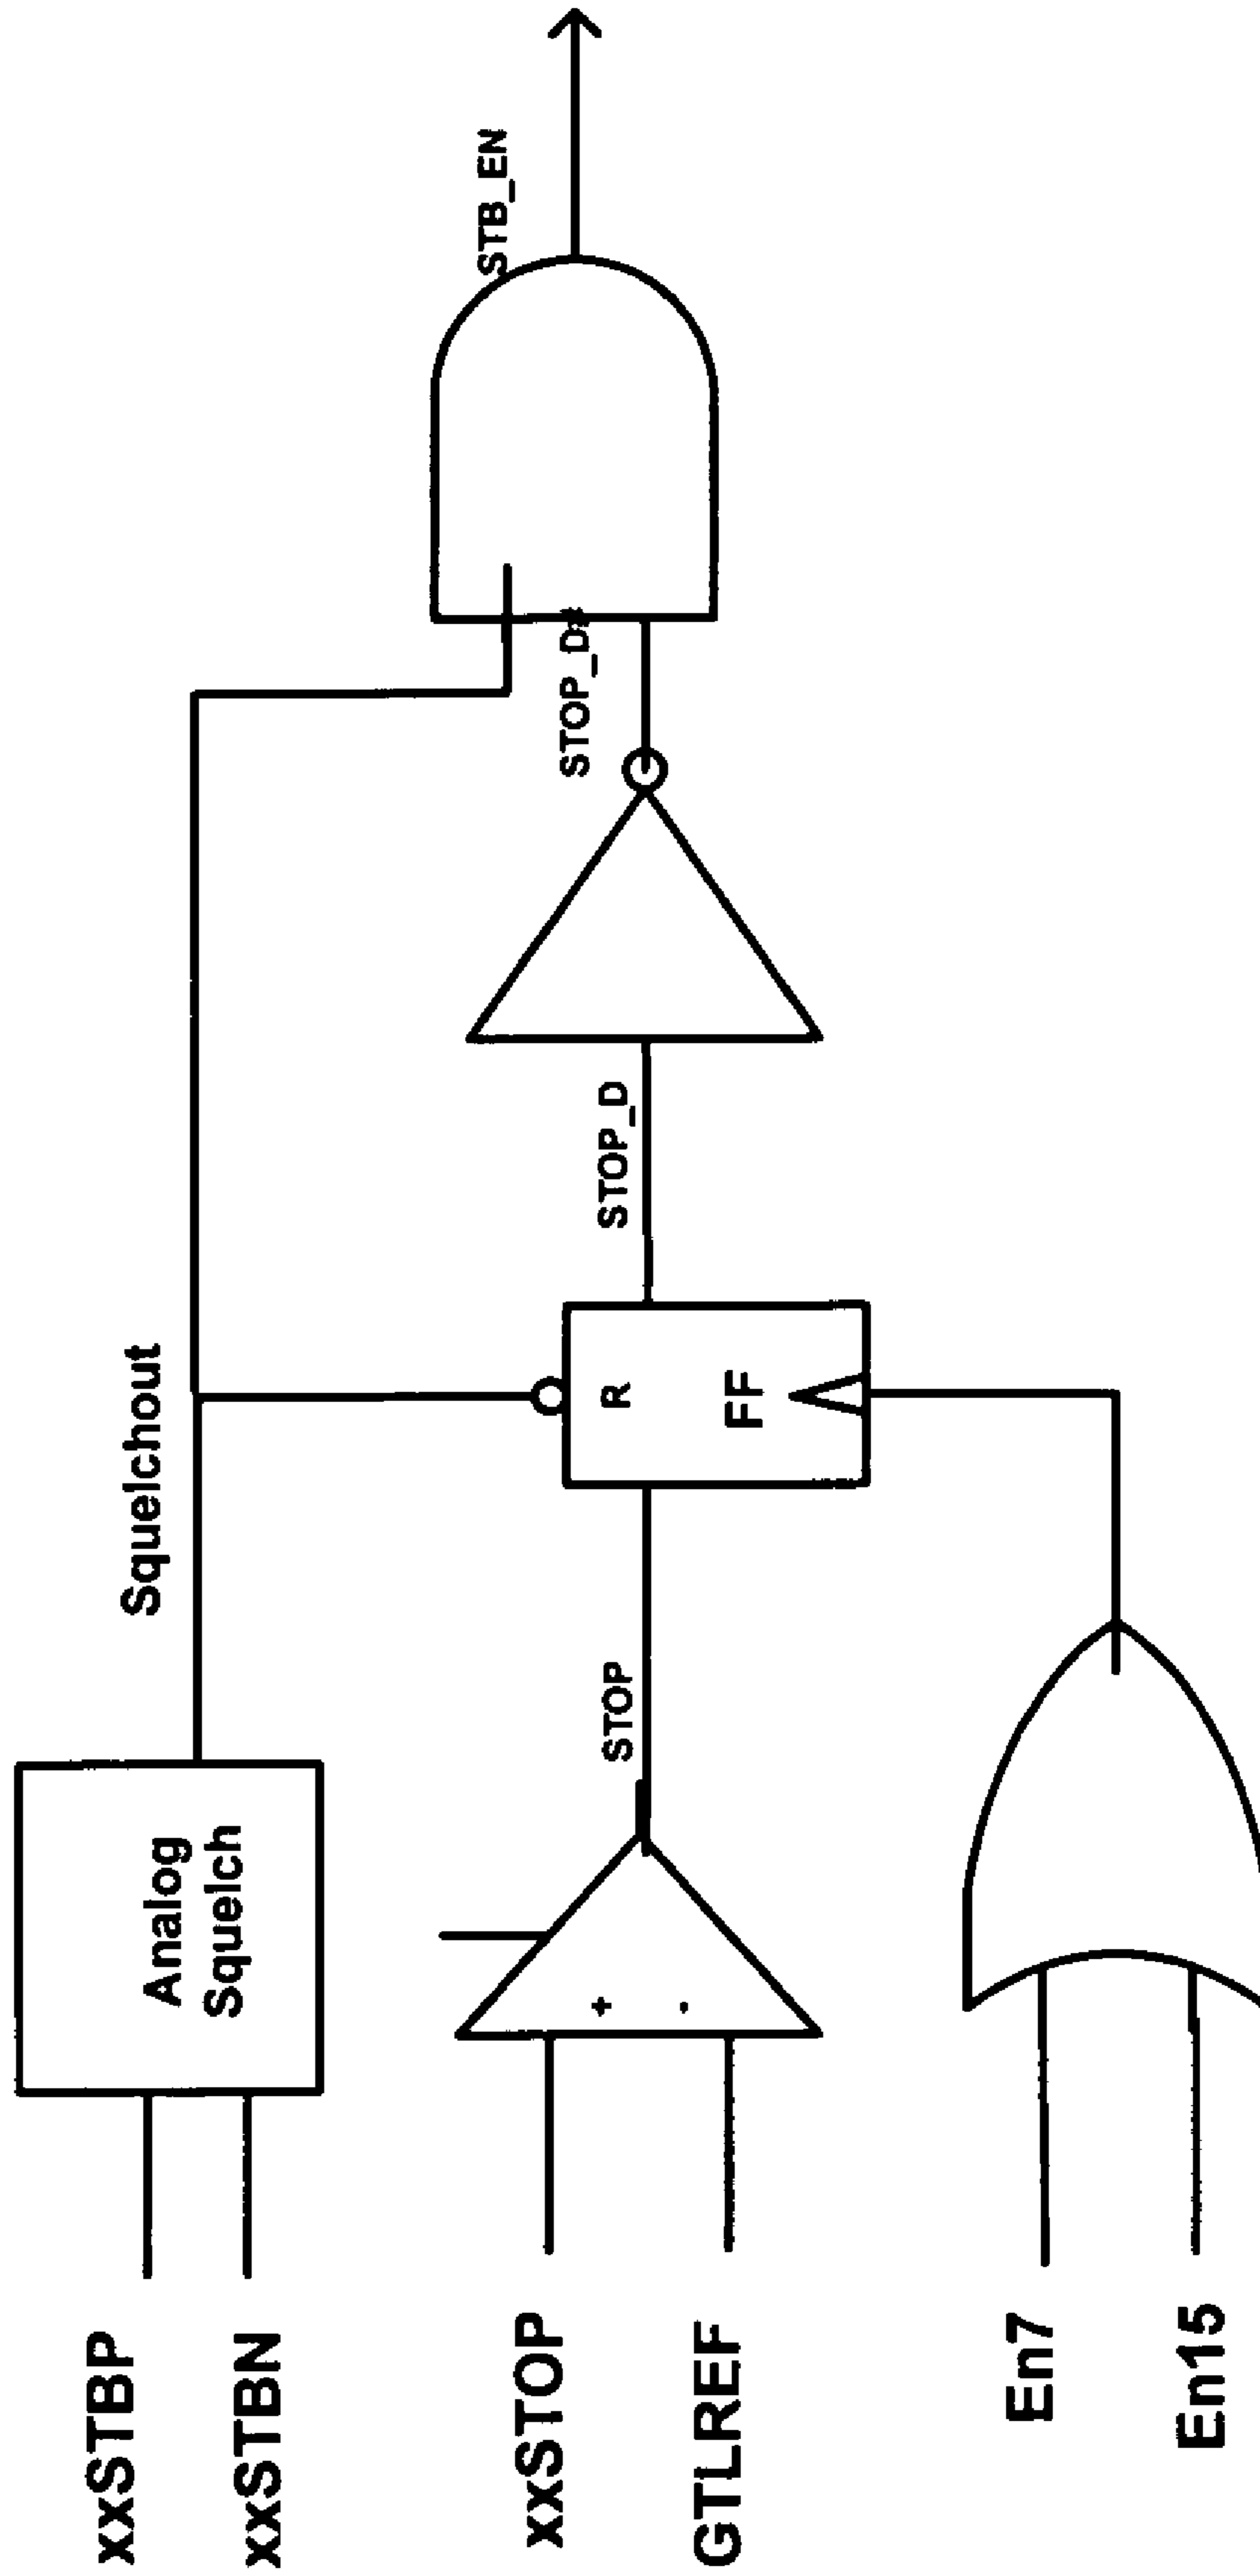 xxSTBP
xxSTBN
Analog
Squelch
Squelchout
xxSTOP
GTLREF
+
-
STOP
R
FF
STOP_D
STOP_D#
STB_EN
En7
En15